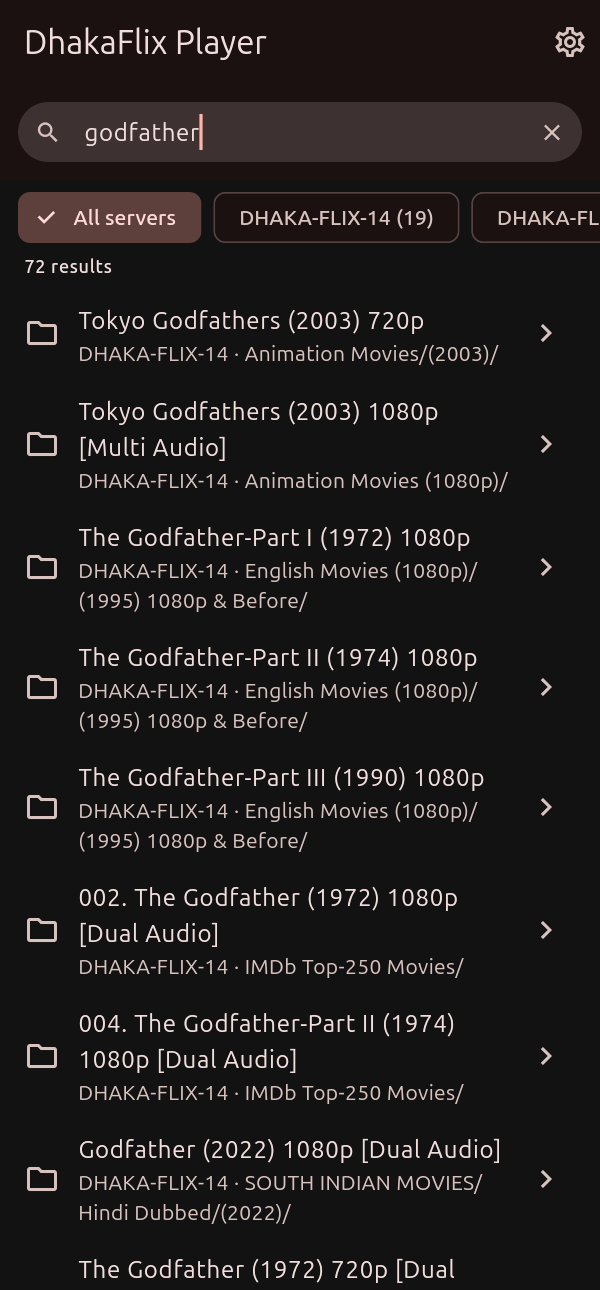 DhakaFlix Player
godfather
All servers
DHAKA-FLIX-14 (19)
DHAKA-FL
72 results
Tokyo Godfathers (2003) 720p
DHAKA-FLIX-14 · Animation Movies/(2003)/
Tokyo Godfathers (2003) 1080p
[Multi Audio]
DHAKA-FLIX-14 · Animation Movies (1080p)/
The Godfather-Part I (1972) 1080p
DHAKA-FLIX-14 · English Movies (1080p)/
(1995) 1080p & Before/
The Godfather-Part II (1974) 1080p
DHAKA-FLIX-14 · English Movies (1080p)/
(1995) 1080p & Before/
The Godfather-Part III (1990) 1080p
DHAKA-FLIX-14 · English Movies (1080p)/
(1995) 1080p & Before/
002. The Godfather (1972) 1080p
[Dual Audio]
DHAKA-FLIX-14 · IMDb Top-250 Movies/
004. The Godfather-Part II (1974)
1080p [Dual Audio]
DHAKA-FLIX-14 · IMDb Top-250 Movies/
Godfather (2022) 1080p [Dual Audio]
DHAKA-FLIX-14 · SOUTH INDIAN MOVIES/
Hindi Dubbed/(2022)/
The Godfather (1972) 720p [Dual